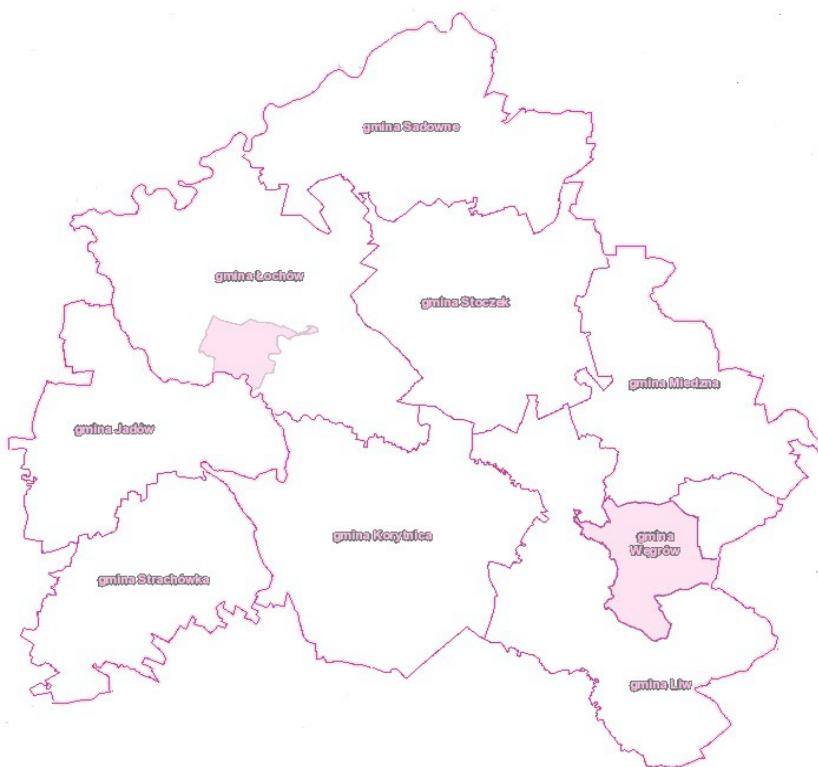 gmina Sadowne
gmina Łochów
gmina Stoczek
gmina Miedzna
gmina Jadów
gmina Korytnica
gmina
Węgrów
gmina Strachówka
gmina Liw